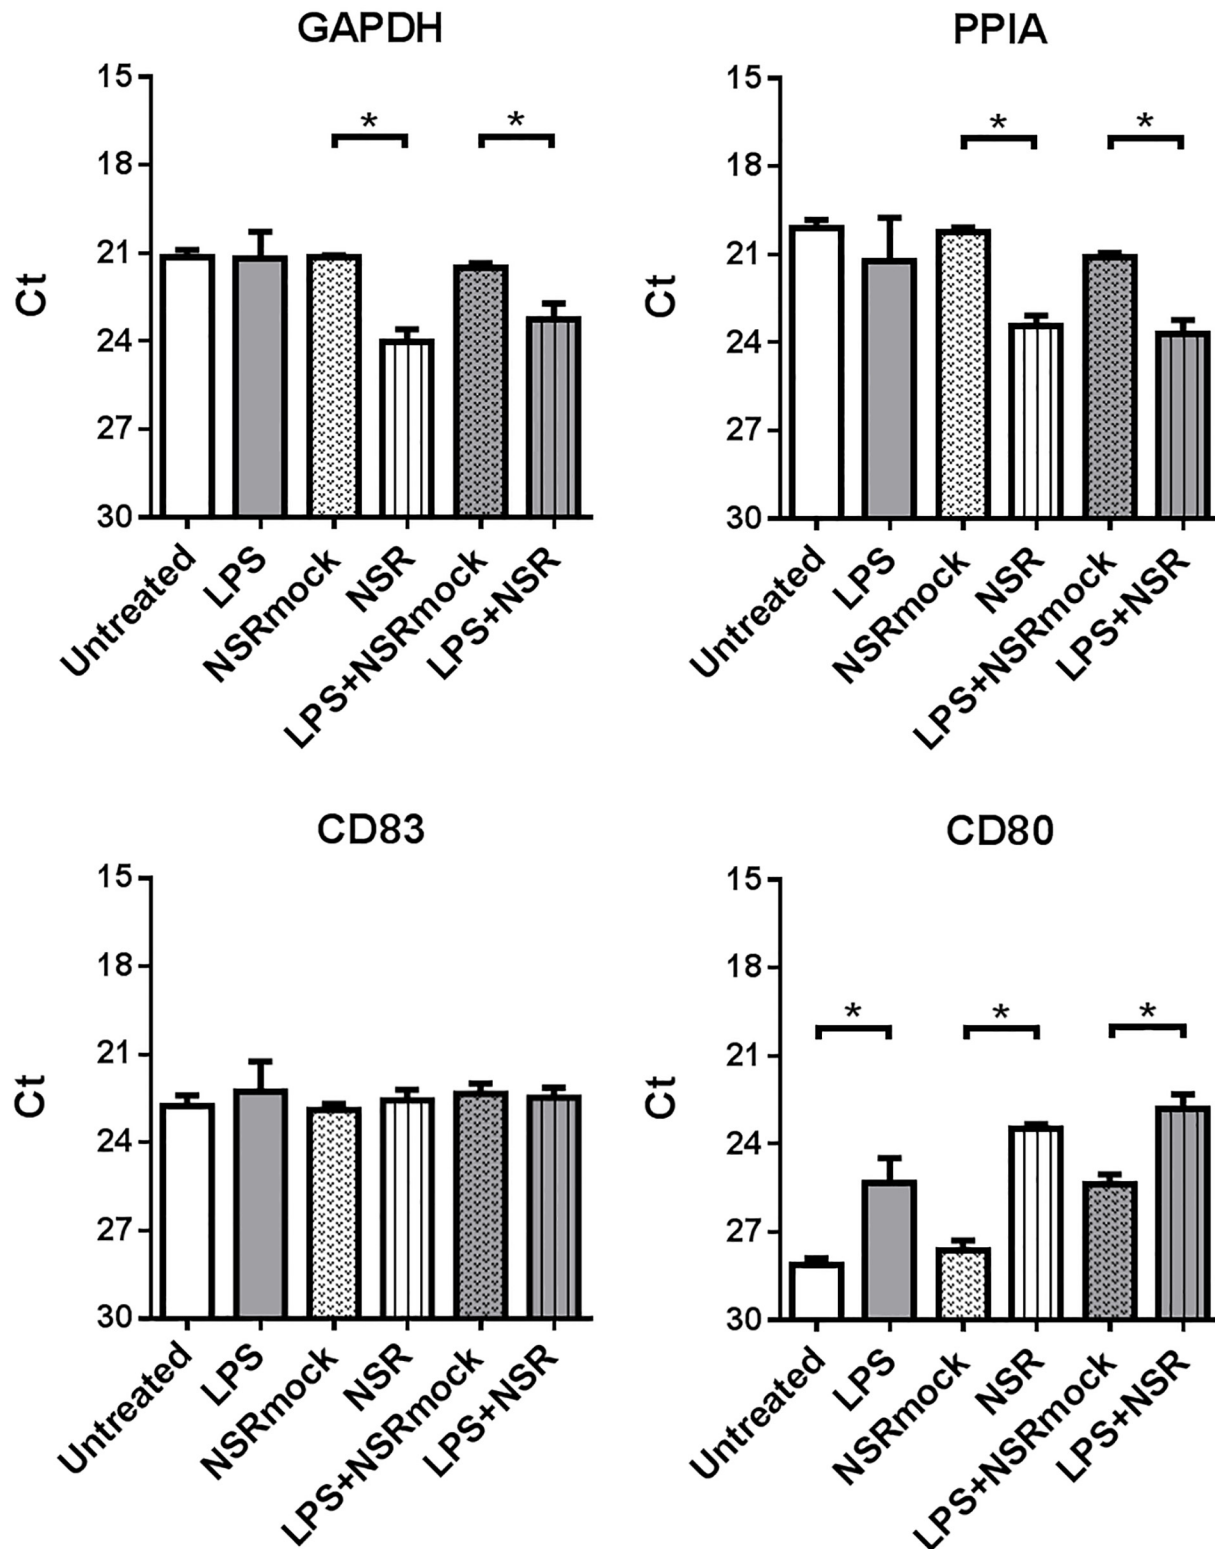 GAPDH
*
*
Ct
15
18
21
24
27
30
Untreated
LPS
NSRmock
NSR
LPS+NSRmock
LPS+NSR
PPIA
*
*
Ct
15
18
21
24
27
30
Untreated
LPS
NSRmock
NSR
LPS+NSRmock
LPS+NSR
CD83
Ct
15
18
21
24
27
30
Untreated
LPS
NSRmock
NSR
LPS+NSRmock
LPS+NSR
CD80
*
*
*
Ct
15
18
21
24
27
30
Untreated
LPS
NSRmock
NSR
LPS+NSRmock
LPS+NSR